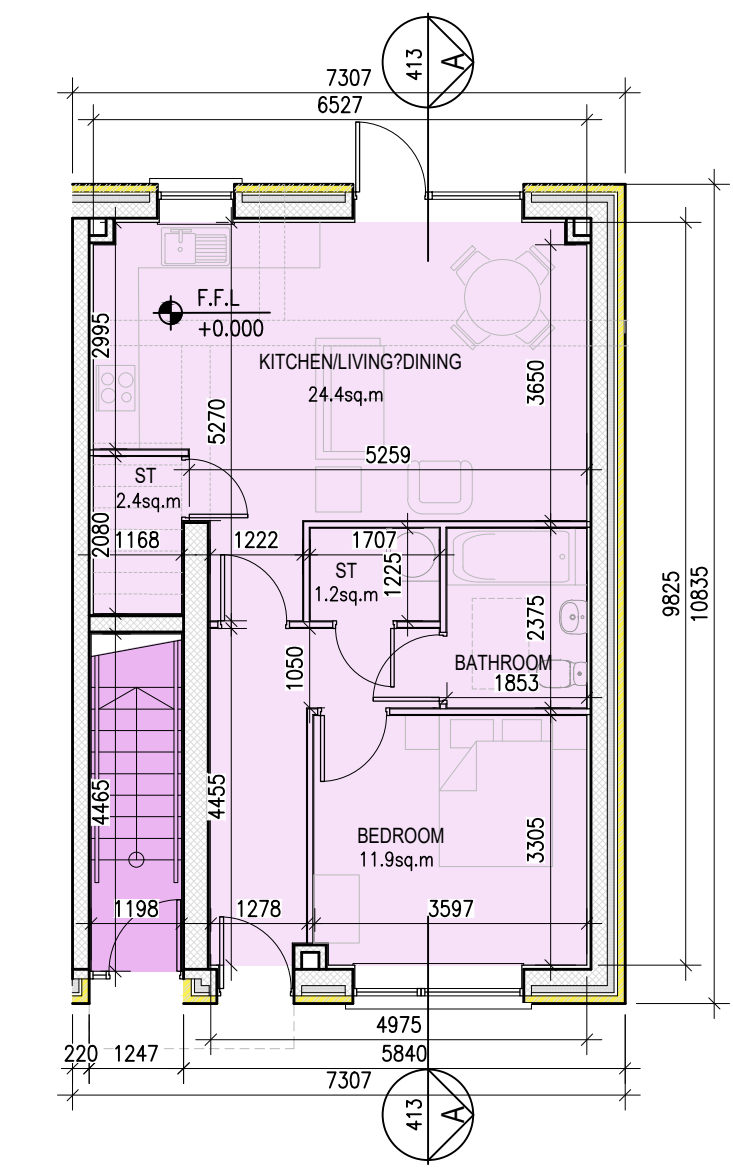 413
A
7307
6527
F.F.L
+0.000
2995
KITCHEN/LIVING?DINING
24.4sq.m
3650
5270
5259
ST
2.4sq.m
2080
1168
1222
1707
1225
ST
1.2sq.m
2375
9825
10835
1050
BATHROOM
1853
4465
4455
BEDROOM
11.9sq.m
3305
1198
1278
3597
4975
220
1247
5840
7307
413
A